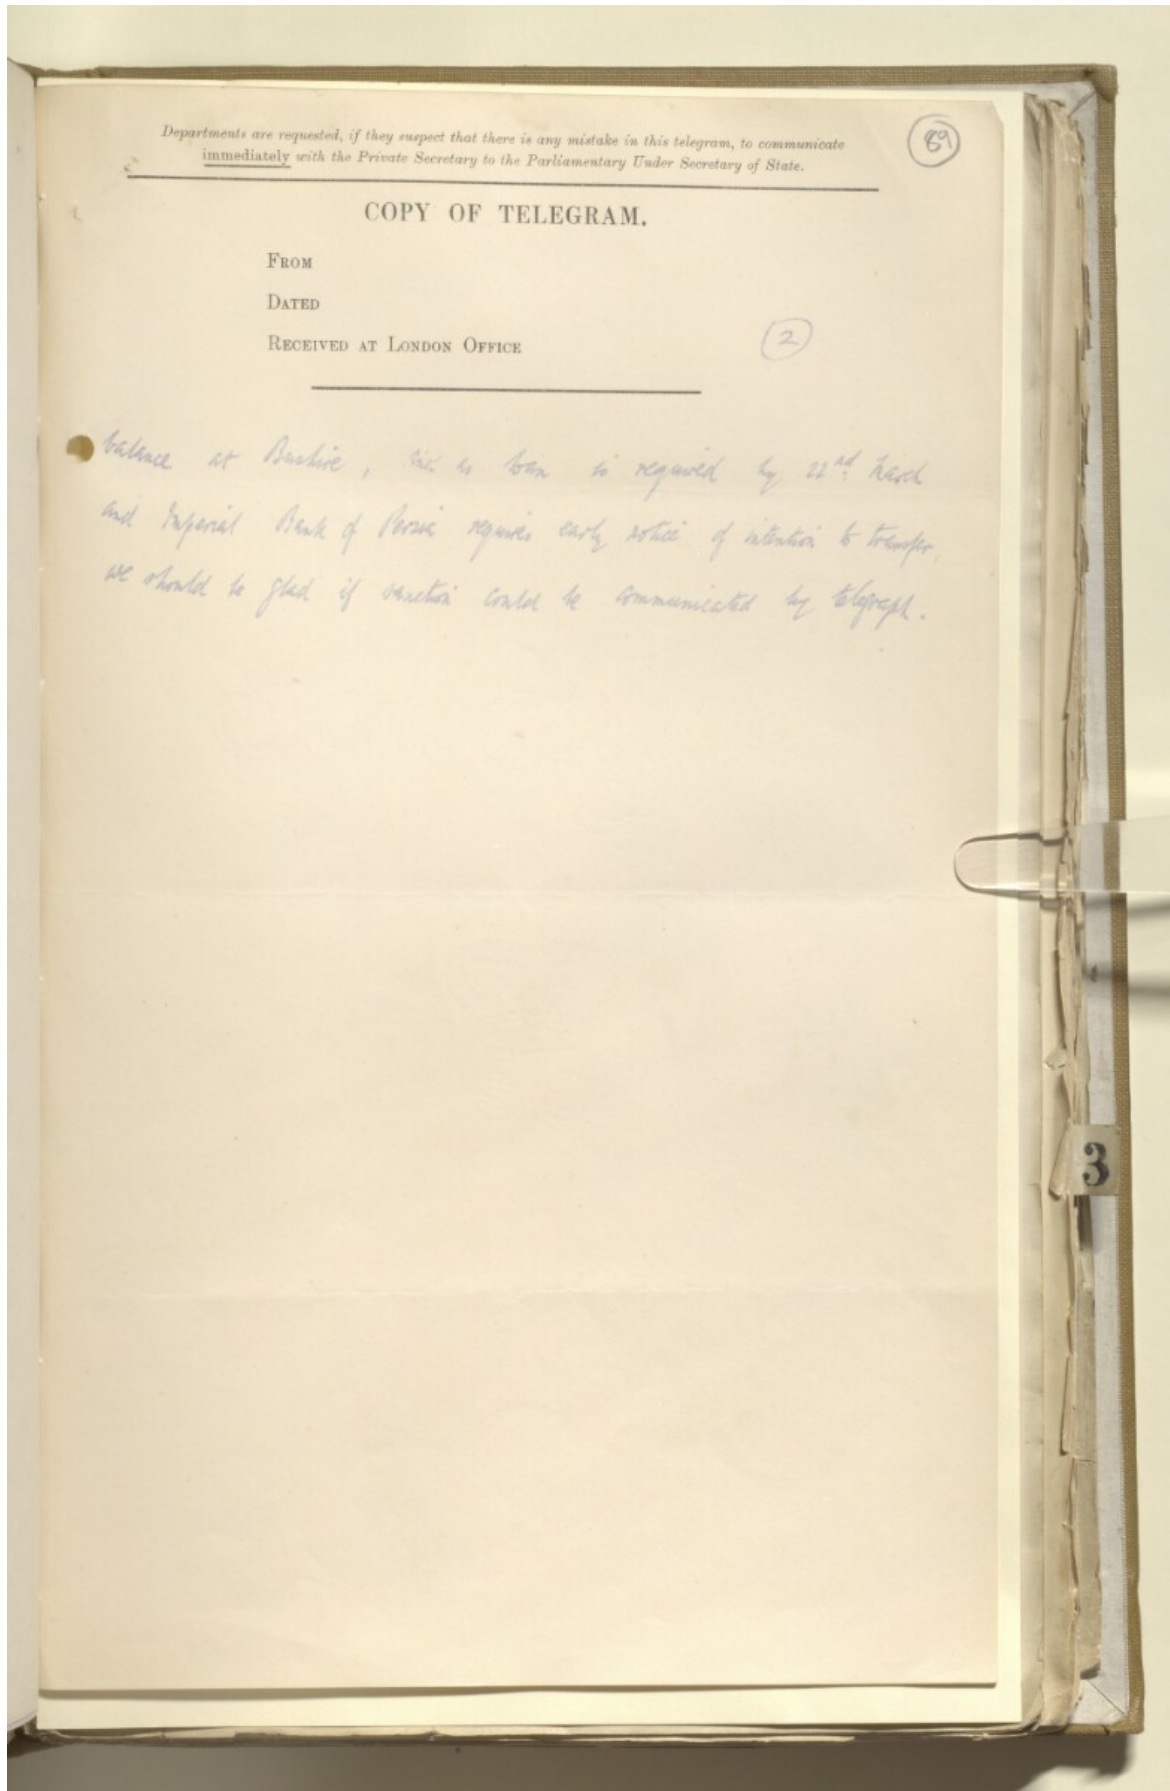 Departments are requested, if they suspect that there is any mistake in this telegram, to communicate
immediately with the Private Secretary to the Parliamentary Under Secretary of State.
89
COPY OF TELEGRAM.
FROM
DATED
RECEIVED AT LONDON OFFICE
2
balance at Bushire, and as loan is required by 22nd March
and Imperial Bank of Persia requires early notice of intention to transfer,
we should be glad if sanction could be communicated by telegraph.
3